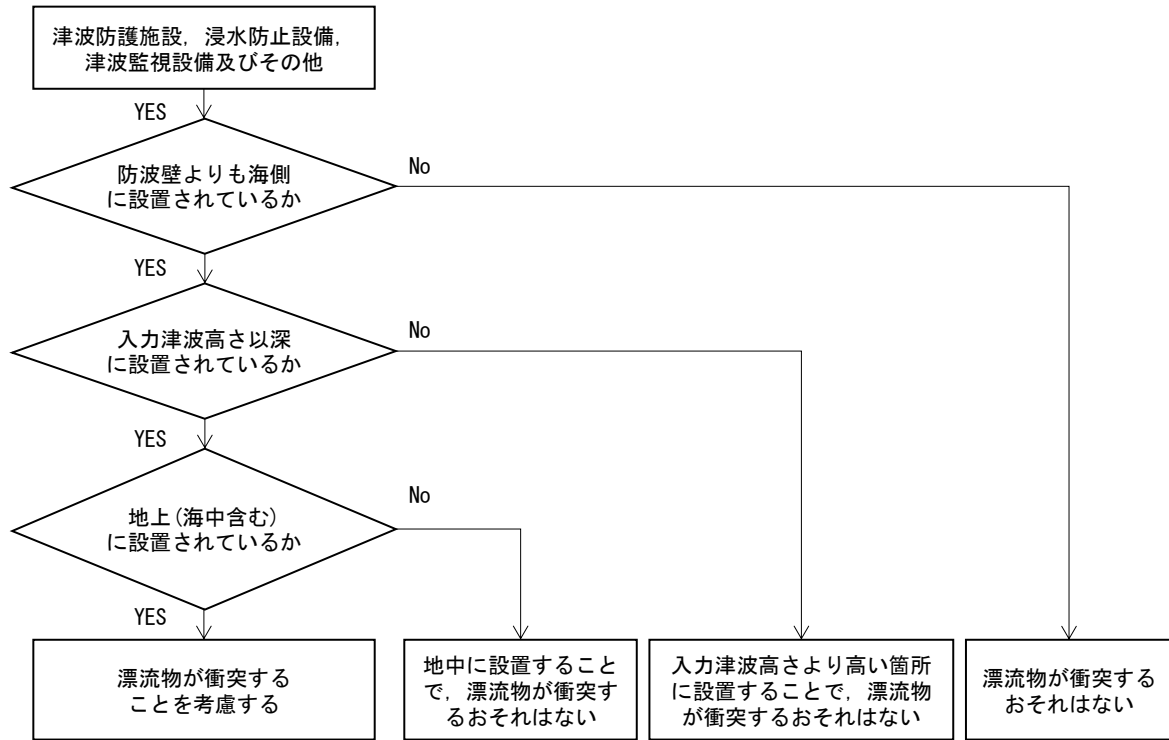 津波防護施設，浸水防止設備，
津波監視設備及びその他
YES
防波壁よりも海側
に設置されているか
No
YES
入力津波高さ以深
に設置されているか
No
YES
地上(海中含む)
に設置されているか
No
YES
漂流物が衝突する
ことを考慮する
地中に設置すること
で，漂流物が衝突す
るおそれはない
入力津波高さより高い箇所
に設置することで，漂流物
が衝突するおそれはない
漂流物が衝突する
おそれはない